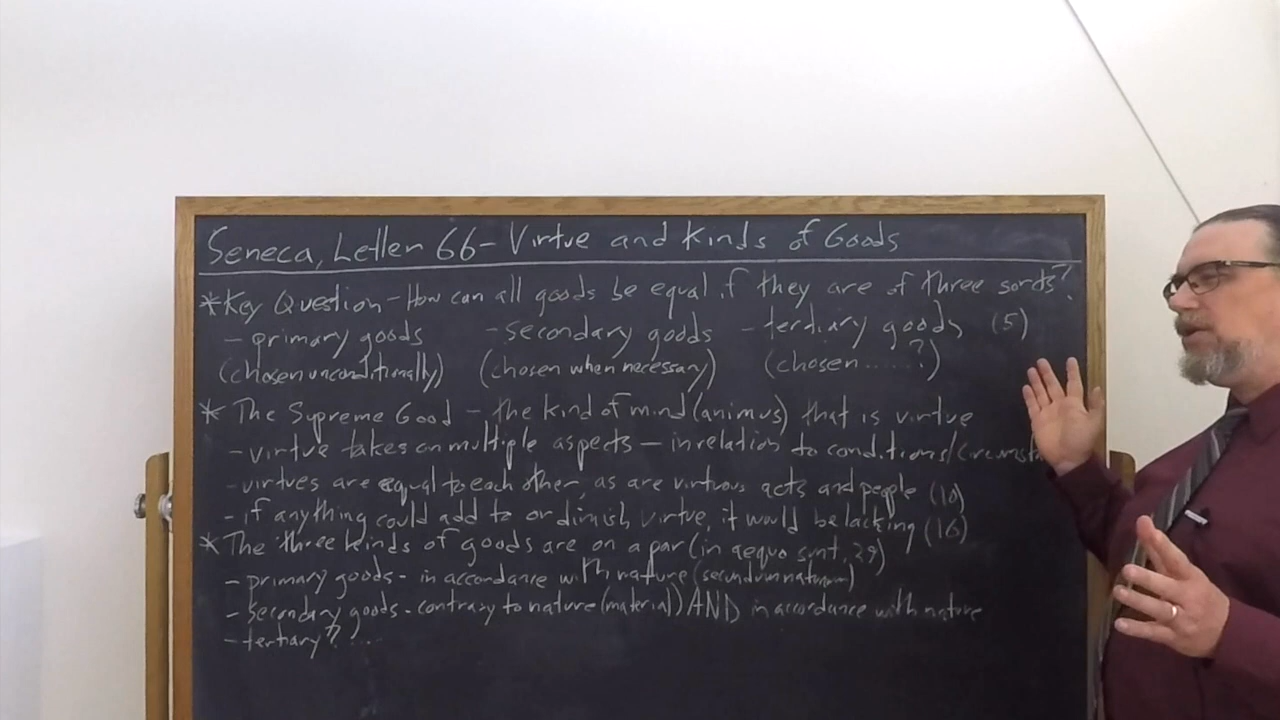 Seneca, Letter 66 - Virtue and Kinds of Goods
* Key Question - How can all goods be equal if they are of three sorts?
- primary goods - secondary goods - tertiary goods (5)
(chosen unconditionally) (chosen when necessary) (chosen ......?)
* The Supreme Good - the kind of mind (animus) that is virtue
- virtue takes on multiple aspects - in relation to conditions/circumst
- virtues are equal to each other, as are virtuous acts and people (10)
- if anything could add to or dimish virtue, it would be lacking (16)
* The three kinds of goods are on a par (in aequo sunt, 29)
- primary goods - in accordance with nature (secundum naturam)
- secondary goods - contrary to nature (material) AND in accordance with nature
- tertiary? ....